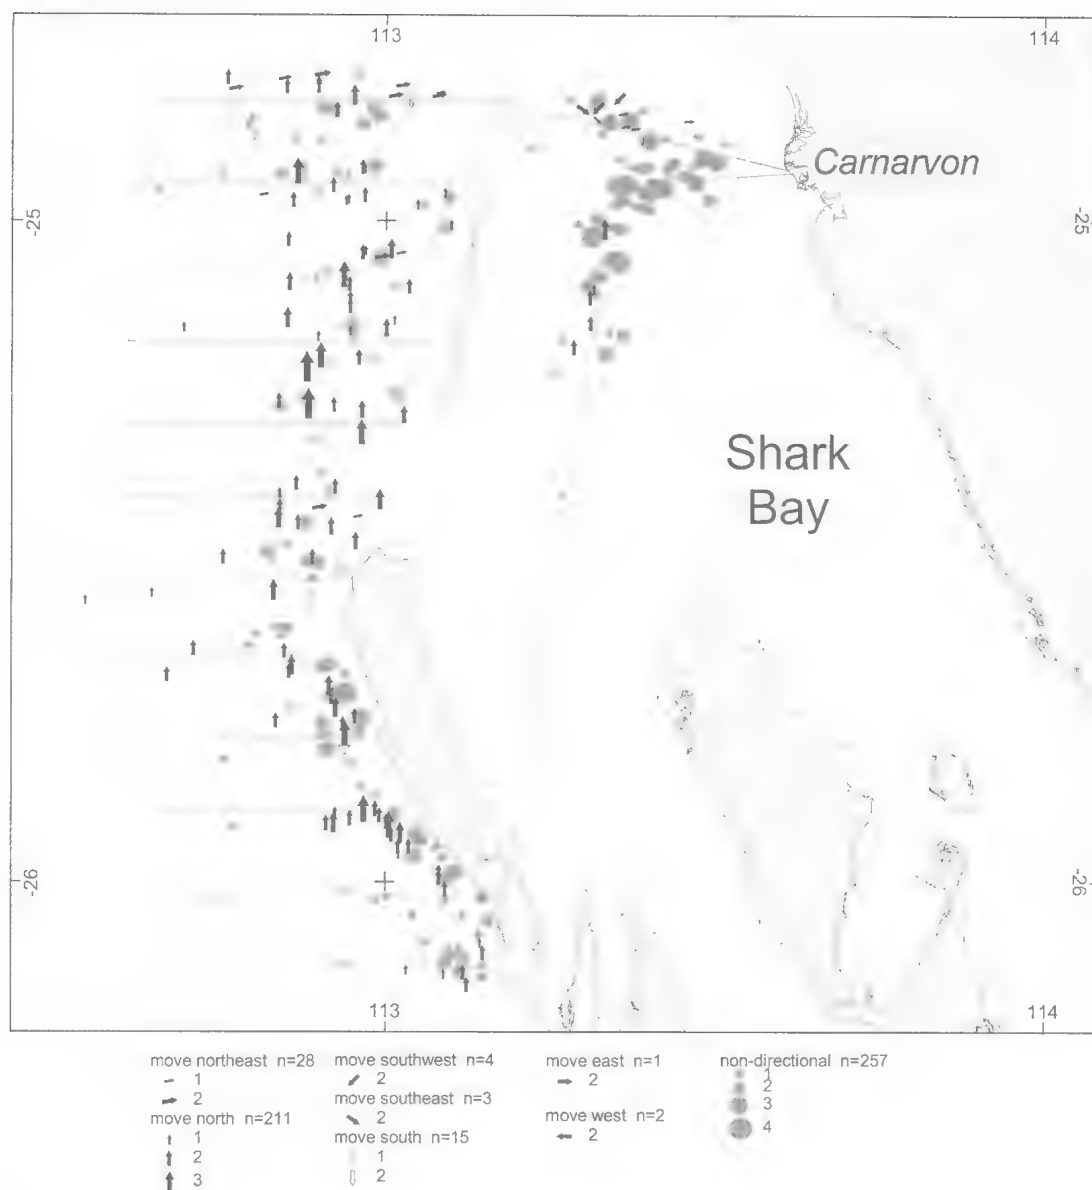 113 114
Carnarvon
-25 -25
Shark
Bay
-26 -26
113 114
move northeast n=28
1
2
move north n=211
1
2
3
move southwest n=4
2
move southeast n=3
2
move south n=15
1
2
move east n=1
2
move west n=2
2
non-directional n=257
1
2
3
4